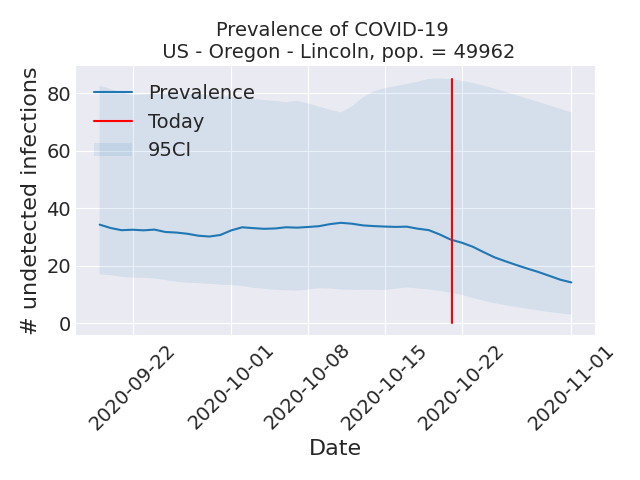 Prevalence of COVID-19
US - Oregon - Lincoln, pop. = 49962
# undetected infections
80
60
40
20
0
Prevalence
Today
95CI
2020-09-22
2020-10-01
2020-10-08
2020-10-15
2020-10-22
2020-11-01
Date